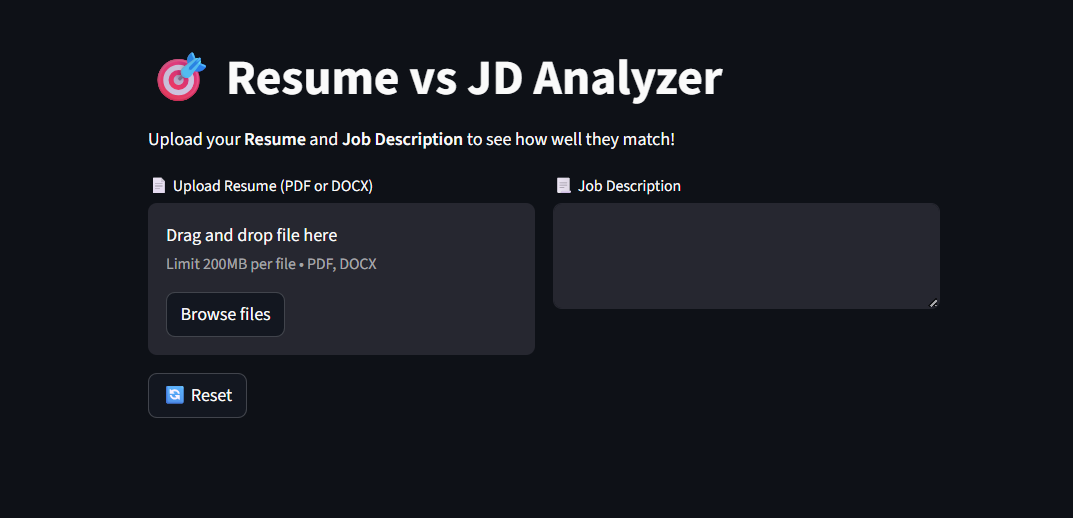 Resume vs JD Analyzer
Upload your Resume and Job Description to see how well they match!
Upload Resume (PDF or DOCX)
Job Description
Drag and drop file here
Limit 200MB per file • PDF, DOCX
Browse files
Reset